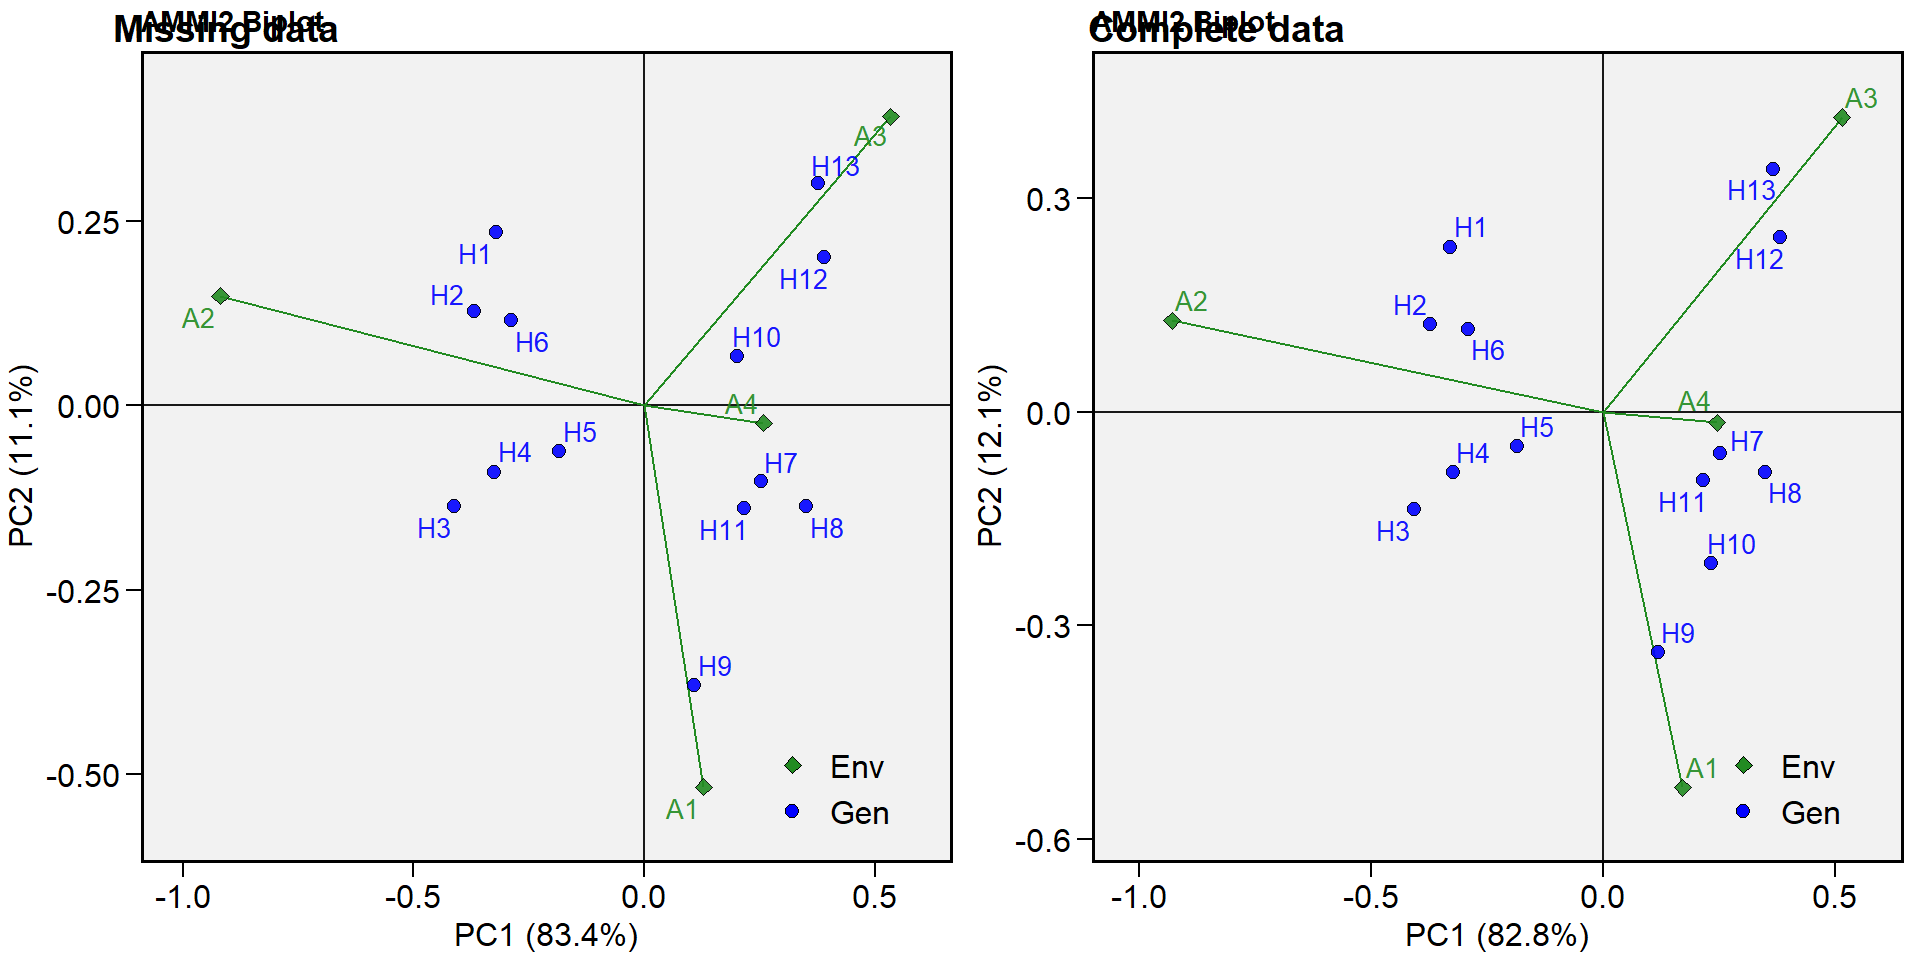 AMMI2 Biplot
Missing data
A3
H13
H1
H12
H2
A2
H6
H10
A4
H5
H4
H7
H3
H11
H8
H9
A1
Env
Gen
0.25
0.00
-0.25
-0.50
-1.0
-0.5
0.0
0.5
PC1 (83.4%)
PC2 (11.1%)
AMMI2 Biplot
Complete data
A3
H13
H1
H12
A2
H2
H6
A4
H5
H7
H4
H8
H11
H3
H10
H9
A1
Env
Gen
0.3
0.0
-0.3
-0.6
-1.0
-0.5
0.0
0.5
PC1 (82.8%)
PC2 (12.1%)